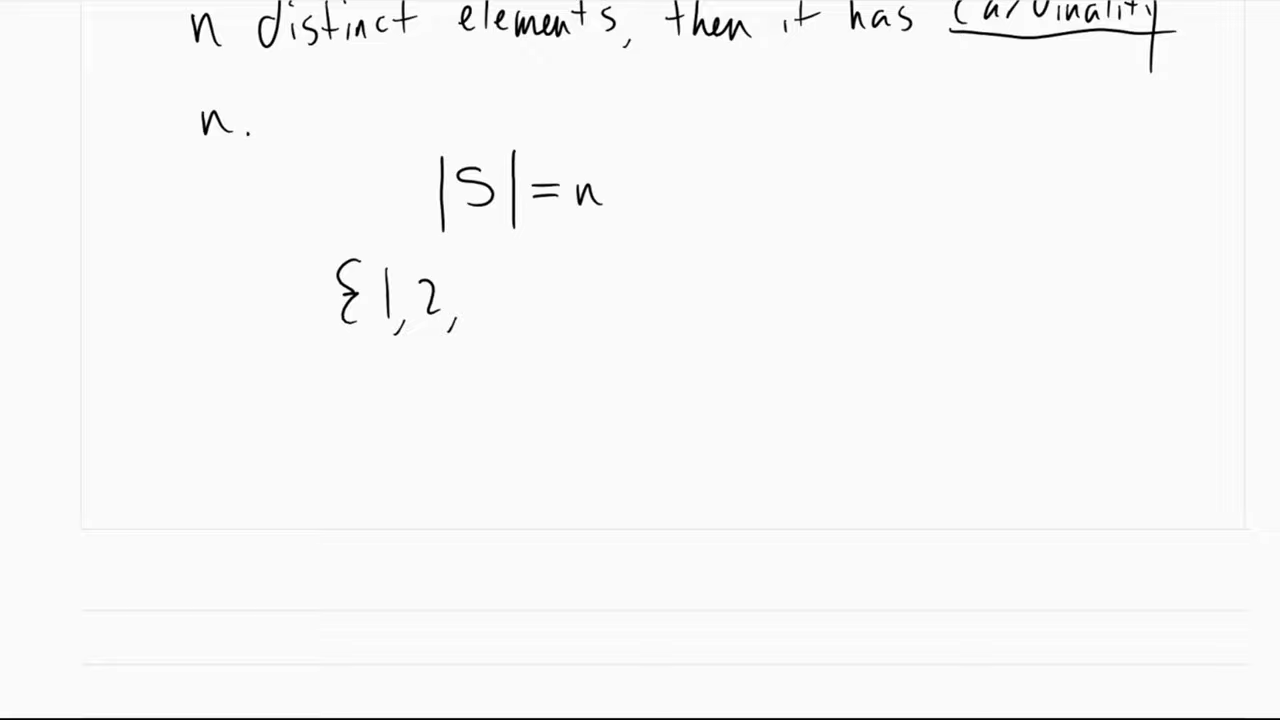 n distinct elements, then it has Cardinality
n.
|S| = n
{1, 2,